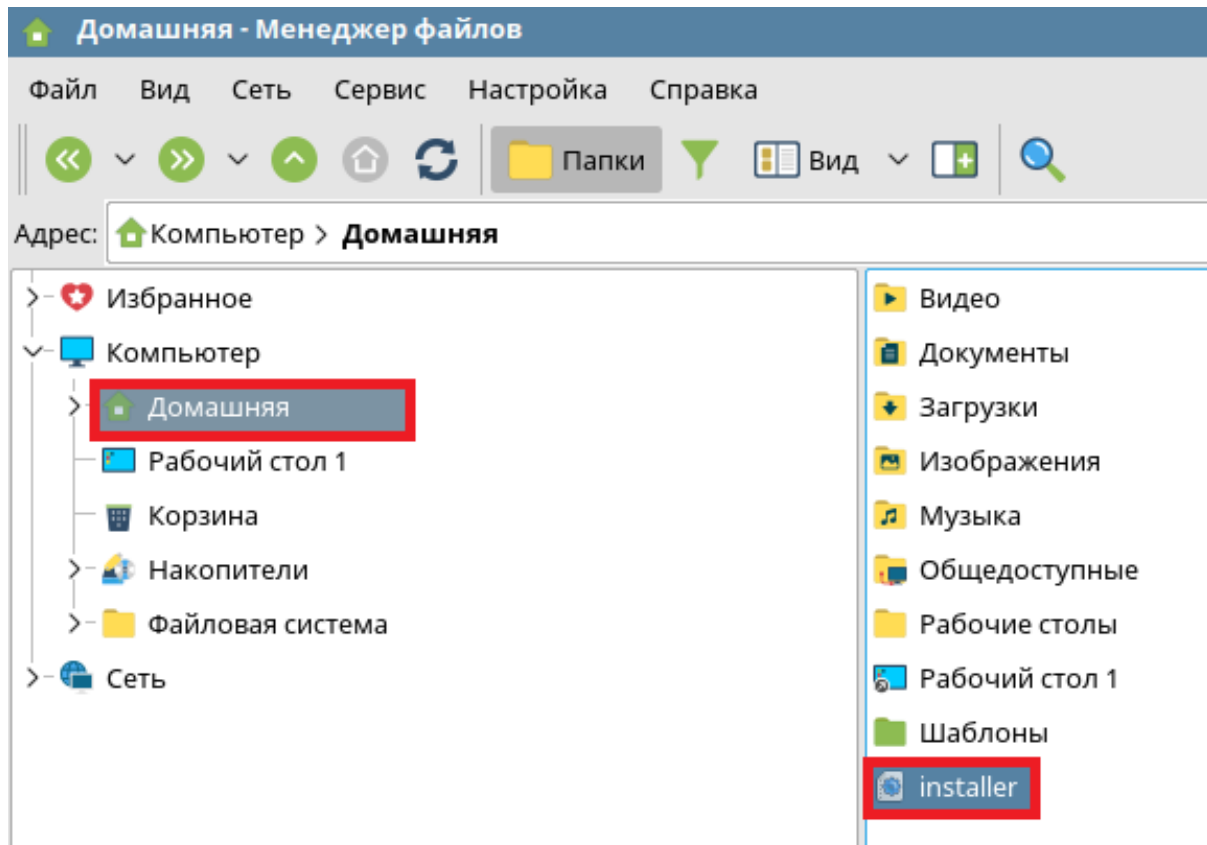 Домашняя - Менеджер файлов
Файл Вид Сеть Сервис Настройка Справка
Папки Вид
Адрес: Компьютер > Домашняя
Избранное
Компьютер
Домашняя
Рабочий стол 1
Корзина
Накопители
Файловая система
Сеть
Видео
Документы
Загрузки
Изображения
Музыка
Общедоступные
Рабочие столы
Рабочий стол 1
Шаблоны
installer